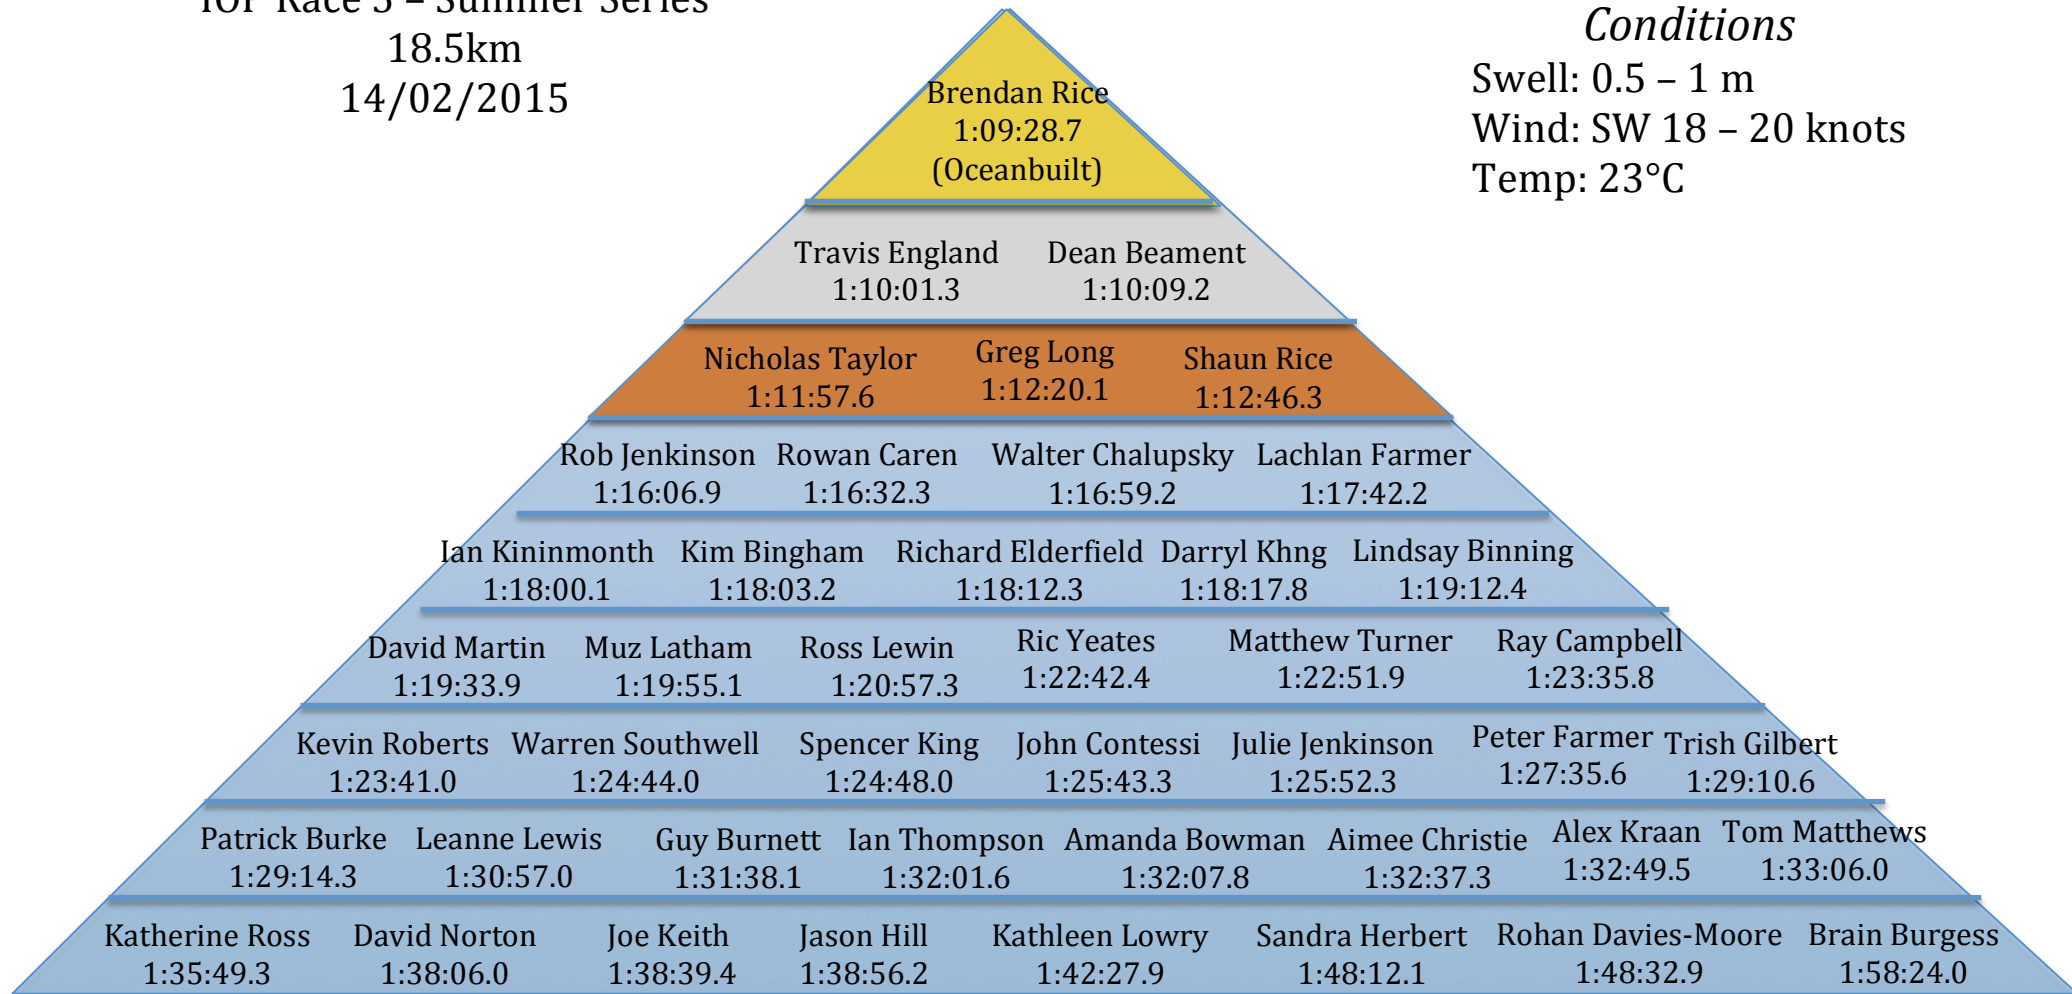 IOP Race 5 – Summer Series
18.5km
14/02/2015
Conditions
Swell: 0.5 – 1 m
Wind: SW 18 – 20 knots
Temp: 23°C
Brendan Rice
1:09:28.7
(Oceanbuilt)
Travis England Dean Beament
1:10:01.3 1:10:09.2
Nicholas Taylor Greg Long Shaun Rice
1:11:57.6 1:12:20.1 1:12:46.3
Rob Jenkinson Rowan Caren Walter Chalupsky Lachlan Farmer
1:16:06.9 1:16:32.3 1:16:59.2 1:17:42.2
Ian Kininmonth Kim Bingham Richard Elderfield Darryl Khng Lindsay Binning
1:18:00.1 1:18:03.2 1:18:12.3 1:18:17.8 1:19:12.4
David Martin Muz Latham Ross Lewin Ric Yeates Matthew Turner Ray Campbell
1:19:33.9 1:19:55.1 1:20:57.3 1:22:42.4 1:22:51.9 1:23:35.8
Kevin Roberts Warren Southwell Spencer King John Contessi Julie Jenkinson Peter Farmer Trish Gilbert
1:23:41.0 1:24:44.0 1:24:48.0 1:25:43.3 1:25:52.3 1:27:35.6 1:29:10.6
Patrick Burke Leanne Lewis Guy Burnett Ian Thompson Amanda Bowman Aimee Christie Alex Kraan Tom Matthews
1:29:14.3 1:30:57.0 1:31:38.1 1:32:01.6 1:32:07.8 1:32:37.3 1:32:49.5 1:33:06.0
Katherine Ross David Norton Joe Keith Jason Hill Kathleen Lowry Sandra Herbert Rohan Davies-Moore Brain Burgess
1:35:49.3 1:38:06.0 1:38:39.4 1:38:56.2 1:42:27.9 1:48:12.1 1:48:32.9 1:58:24.0